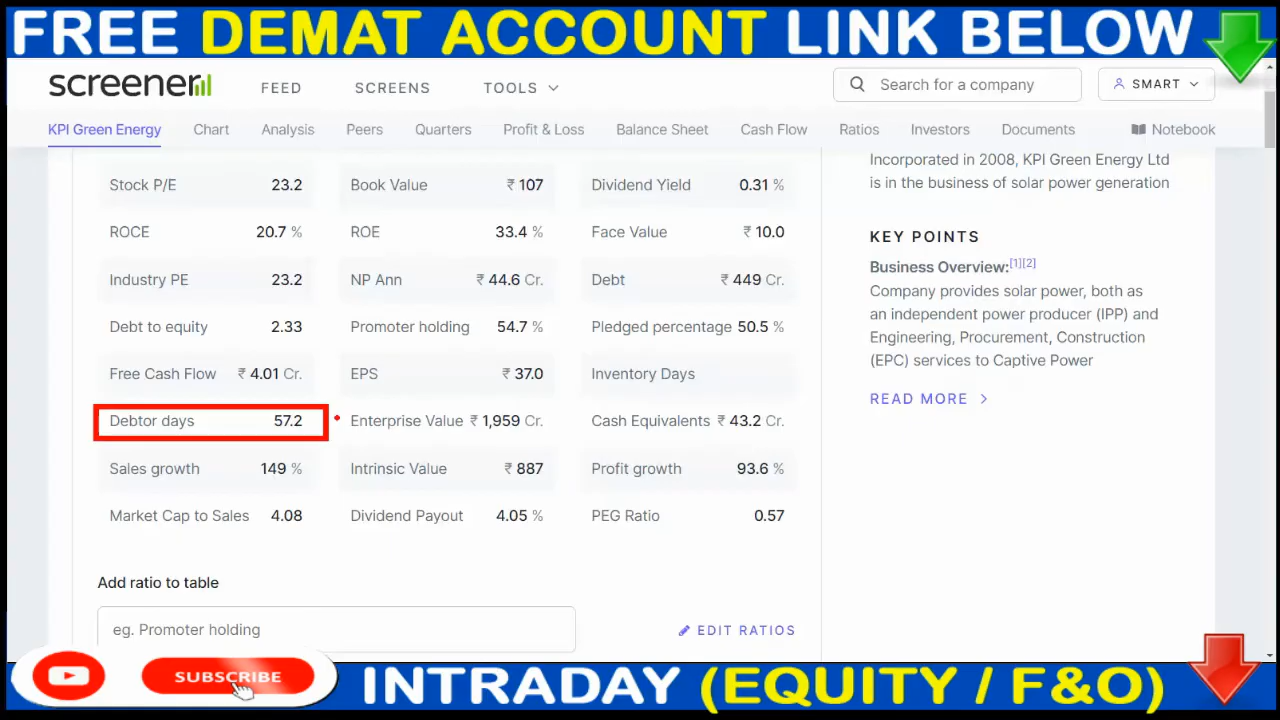 FREE DEMAT ACCOUNT LINK BELOW
screener FEED SCREENS TOOLS Search for a company SMART
KPI Green Energy Chart Analysis Peers Quarters Profit & Loss Balance Sheet Cash Flow Ratios Investors Documents Notebook
Stock P/E 23.2 Book Value ₹ 107 Dividend Yield 0.31 %
ROCE 20.7 % ROE 33.4 % Face Value ₹ 10.0
Industry PE 23.2 NP Ann ₹ 44.6 Cr. Debt ₹ 449 Cr.
Debt to equity 2.33 Promoter holding 54.7 % Pledged percentage 50.5 %
Free Cash Flow ₹ 4.01 Cr. EPS ₹ 37.0 Inventory Days
Debtor days 57.2 Enterprise Value ₹ 1,959 Cr. Cash Equivalents ₹ 43.2 Cr.
Sales growth 149 % Intrinsic Value ₹ 887 Profit growth 93.6 %
Market Cap to Sales 4.08 Dividend Payout 4.05 % PEG Ratio 0.57
Add ratio to table
eg. Promoter holding EDIT RATIOS
Incorporated in 2008, KPI Green Energy Ltd
is in the business of solar power generation
KEY POINTS
Business Overview:[1][2]
Company provides solar power, both as
an independent power producer (IPP) and
Engineering, Procurement, Construction
(EPC) services to Captive Power
READ MORE
SUBSCRIBE
INTRADAY (EQUITY / F&O)